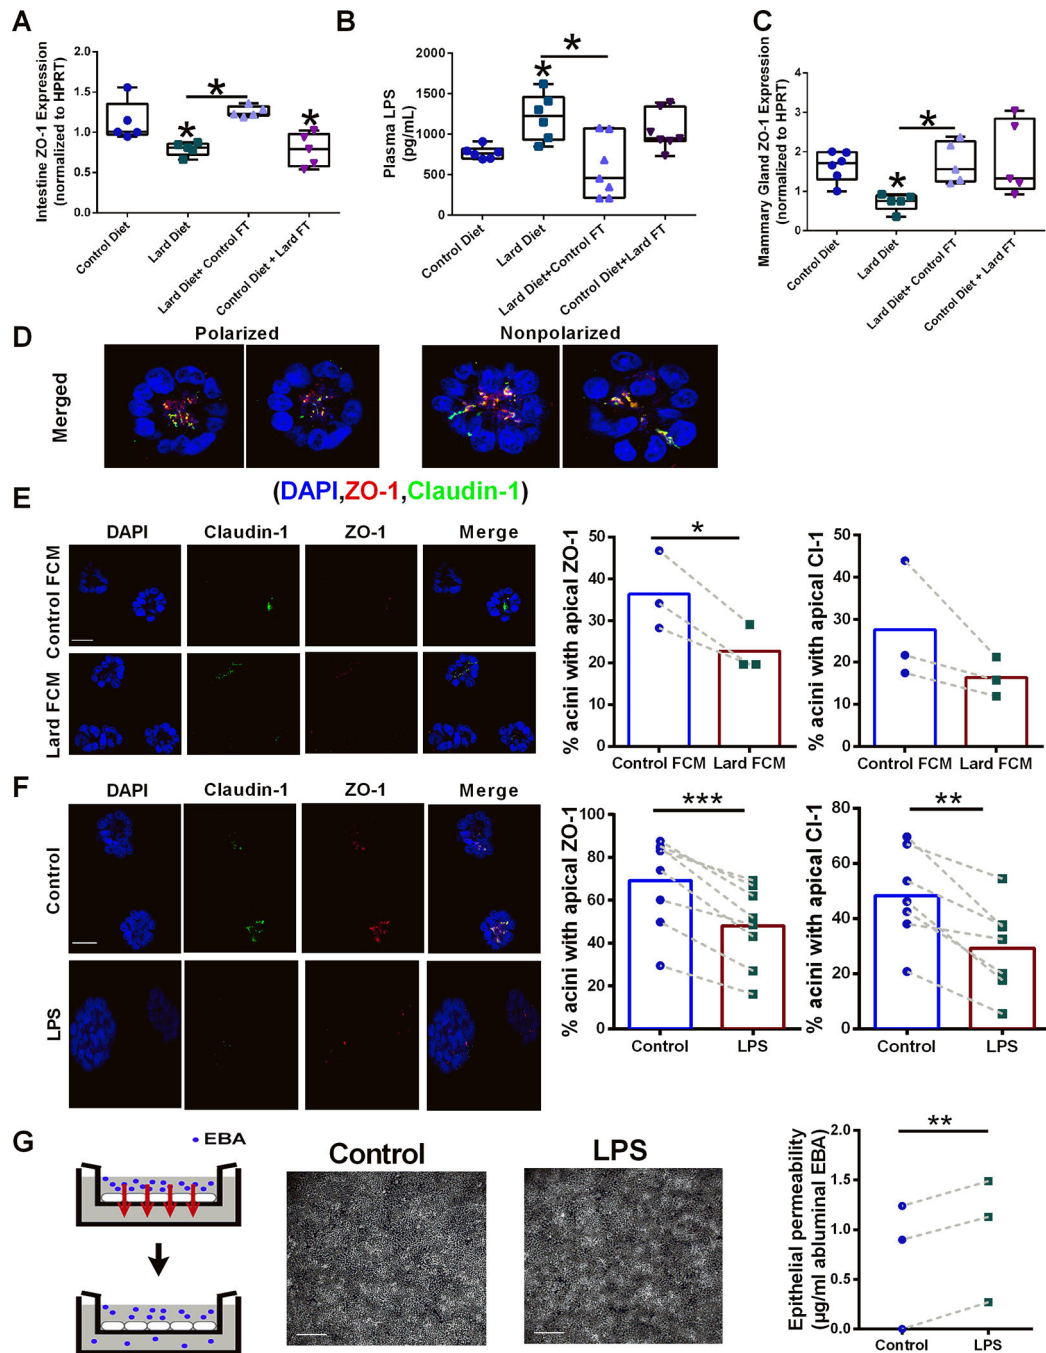 A
Intestine ZO-1 Expression
(normalized to HPRT)
2.0
1.5
1.0
0.5
0.0
*
*
*
Control Diet
Lard Diet
Lard Diet+ Control FT
Control Diet + Lard FT
B
Plasma LPS
(pg/mL)
2000
1500
1000
500
0
*
*
Control Diet
Lard Diet
Lard Diet+Control FT
Control Diet+Lard FT
C
Mammary Gland ZO-1 Expression
(normalized to HPRT)
4
3
2
1
0
*
*
Control Diet
Lard Diet
Lard Diet+ Control FT
Control Diet + Lard FT
D
Polarized
Nonpolarized
Merged
(DAPI,ZO-1,Claudin-1)
E
DAPI
Claudin-1
ZO-1
Merge
Control FCM
Lard FCM
% acini with apical ZO-1
50
40
30
20
10
0
*
Control FCM
Lard FCM
% acini with apical Cl-1
50
40
30
20
10
0
Control FCM
Lard FCM
F
DAPI
Claudin-1
ZO-1
Merge
Control
LPS
% acini with apical ZO-1
100
80
60
40
20
0
***
Control
LPS
% acini with apical Cl-1
80
60
40
20
0
**
Control
LPS
G
EBA
Control
LPS
Epithelial permeability
(µg/ml abluminal EBA)
2.0
1.5
1.0
0.5
0.0
**
Control
LPS